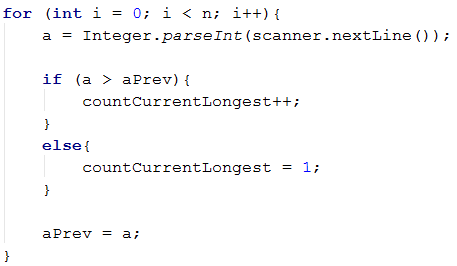 for (int i = 0; i < n; i++){
    a = Integer.parseInt(scanner.nextLine());

    if (a > aPrev){
        countCurrentLongest++;
    }
    else{
        countCurrentLongest = 1;
    }

    aPrev = a;
}